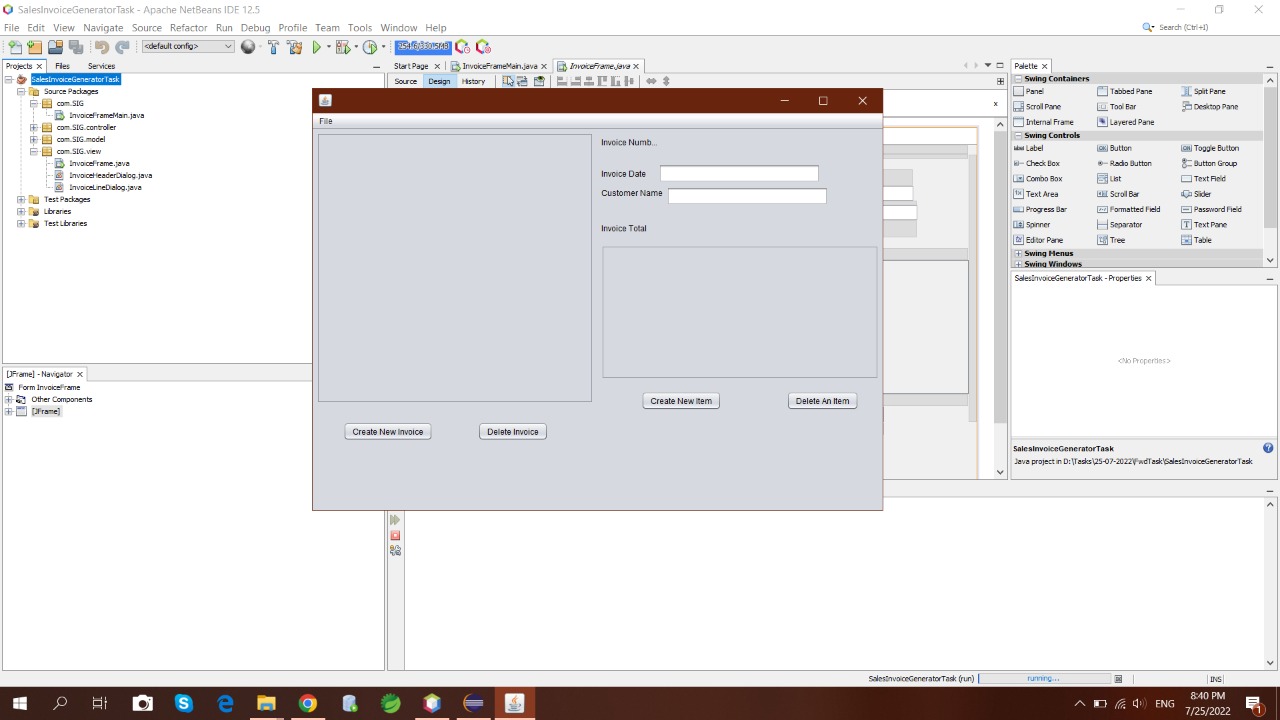 SalesInvoiceGeneratorTask - Apache NetBeans IDE 12.5
File Edit View Navigate Source Refactor Run Debug Profile Team Tools Window Help
Search (Ctrl+I)
<default config>
Projects Files Services
Start Page InvoiceFrameMain.java InvoiceFrame.java
Source Design History
SalesInvoiceGeneratorTask
Source Packages
com.SIG
InvoiceFrameMain.java
com.SIG.controller
com.SIG.model
com.SIG.view
InvoiceFrame.java
InvoiceHeaderDialog.java
InvoiceLineDialog.java
Test Packages
Libraries
Test Libraries
[JFrame] - Navigator
Form InvoiceFrame
Other Components
[JFrame]
File
Invoice Numb...
Invoice Date
Customer Name
Invoice Total
Create New Item Delete An Item
Create New Invoice Delete Invoice
Palette
Swing Containers
Panel Tabbed Pane Split Pane
Scroll Pane Tool Bar Desktop Pane
Internal Frame Layered Pane
Swing Controls
Label Button Toggle Button
Check Box Radio Button Button Group
Combo Box List Text Field
Text Area Scroll Bar Slider
Progress Bar Formatted Field Password Field
Spinner Separator Text Pane
Editor Pane Tree Table
Swing Menus
Swing Windows
SalesInvoiceGeneratorTask - Properties
<No Properties>
SalesInvoiceGeneratorTask
Java project in D:\Tasks\25-07-2022\FwdTask\SalesInvoiceGeneratorTask
SalesInvoiceGeneratorTask (run) running... INS
ENG
8:40 PM
7/25/2022